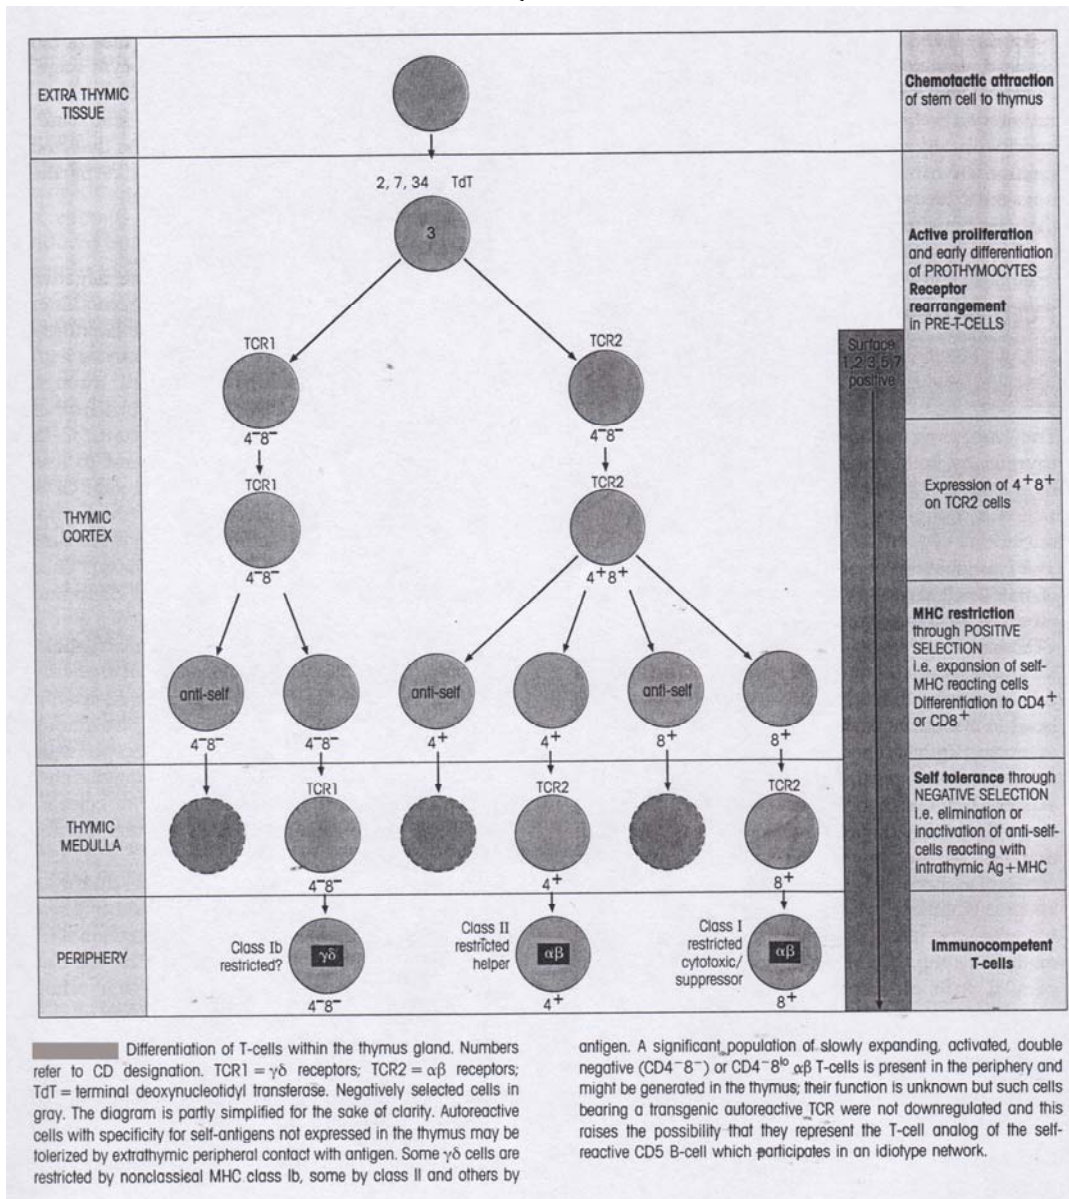 EXTRA THYMIC
TISSUE
Chemotactic attraction
of stem cell to thymus
2, 7, 34 TdT
3
Active proliferation
and early differentiation
of PROTHYMOCYTES
Receptor
rearrangement
in PRE-T-CELLS
TCR1
TCR2
Surface
1,2,3,5,7
positive
4⁻8⁻
4⁻8⁻
TCR1
TCR2
Expression of 4⁺8⁺
on TCR2 cells
THYMIC
CORTEX
4⁻8⁻
4⁺8⁺
MHC restriction
through POSITIVE
SELECTION
i.e. expansion of self-
MHC reacting cells
Differentiation to CD4⁺
or CD8⁺
anti-self
anti-self
anti-self
4⁻8⁻
4⁻8⁻
4⁺
4⁺
8⁺
8⁺
TCR1
TCR2
TCR2
THYMIC
MEDULLA
Self tolerance through
NEGATIVE SELECTION
i.e. elimination or
inactivation of anti-self-
cells reacting with
intrathymic Ag+MHC
4⁻8⁻
4⁺
8⁺
PERIPHERY
Class Ib
restricted?
γδ
Class II
restricted
helper
αβ
Class I
restricted
cytotoxic/
suppressor
αβ
Immunocompetent
T-cells
4⁻8⁻
4⁺
8⁺
Differentiation of T-cells within the thymus gland. Numbers
refer to CD designation. TCR1 = γδ receptors; TCR2 = αβ receptors;
TdT = terminal deoxynucleotidyl transferase. Negatively selected cells in
gray. The diagram is partly simplified for the sake of clarity. Autoreactive
cells with specificity for self-antigens not expressed in the thymus may be
tolerized by extrathymic peripheral contact with antigen. Some γδ cells are
restricted by nonclassical MHC class Ib, some by class II and others by
antigen. A significant population of slowly expanding, activated, double
negative (CD4⁻8⁻) or CD4⁻8ˡᵒ αβ T-cells is present in the periphery and
might be generated in the thymus; their function is unknown but such cells
bearing a transgenic autoreactive TCR were not downregulated and this
raises the possibility that they represent the T-cell analog of the self-
reactive CD5 B-cell which participates in an idiotype network.